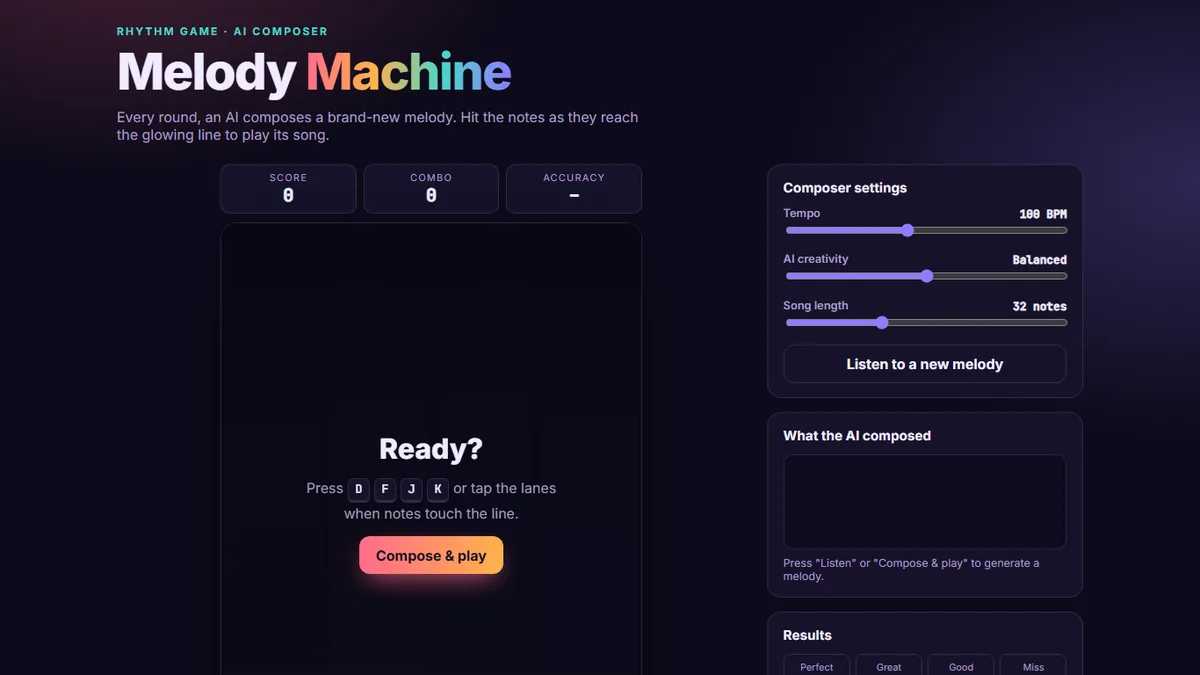 RHYTHM GAME · AI COMPOSER
Melody Machine
Every round, an AI composes a brand-new melody. Hit the notes as they reach
the glowing line to play its song.
SCORE
0
COMBO
0
ACCURACY
–
Ready?
Press D F J K or tap the lanes
when notes touch the line.
Compose & play
Composer settings
Tempo 100 BPM
AI creativity Balanced
Song length 32 notes
Listen to a new melody
What the AI composed
Press "Listen" or "Compose & play" to generate a
melody.
Results
Perfect Great Good Miss